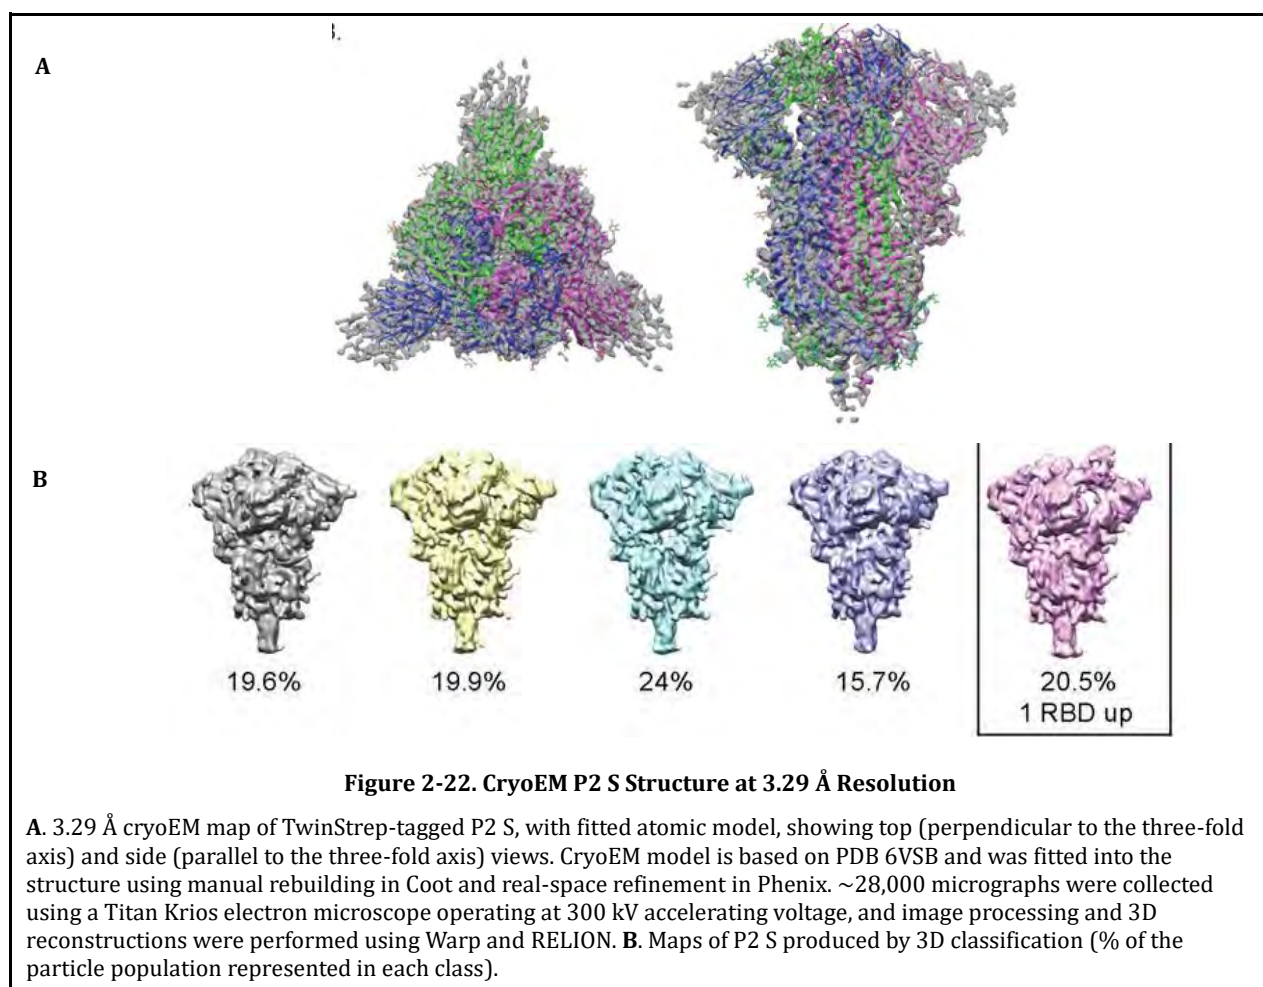 A
B
19.6%
19.9%
24%
15.7%
20.5%
1 RBD up
Figure 2-22. CryoEM P2 S Structure at 3.29 Å Resolution
A. 3.29 Å cryoEM map of TwinStrep-tagged P2 S, with fitted atomic model, showing top (perpendicular to the three-fold
axis) and side (parallel to the three-fold axis) views. CryoEM model is based on PDB 6VSB and was fitted into the
structure using manual rebuilding in Coot and real-space refinement in Phenix. ~28,000 micrographs were collected
using a Titan Krios electron microscope operating at 300 kV accelerating voltage, and image processing and 3D
reconstructions were performed using Warp and RELION. B. Maps of P2 S produced by 3D classification (% of the
particle population represented in each class).